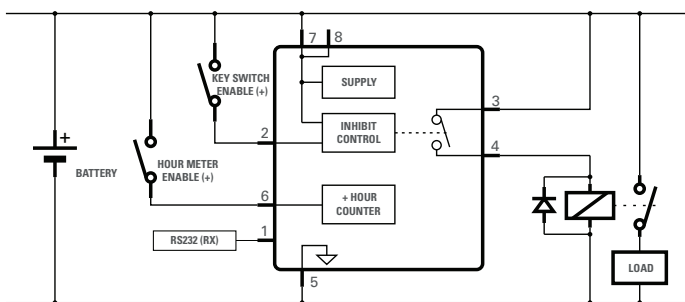 7 8
KEY SWITCH
ENABLE (+)
SUPPLY
3
2
INHIBIT
CONTROL
4
+
BATTERY
HOUR METER
ENABLE (+)
6
+ HOUR
COUNTER
RS232 (RX)
1
5
LOAD